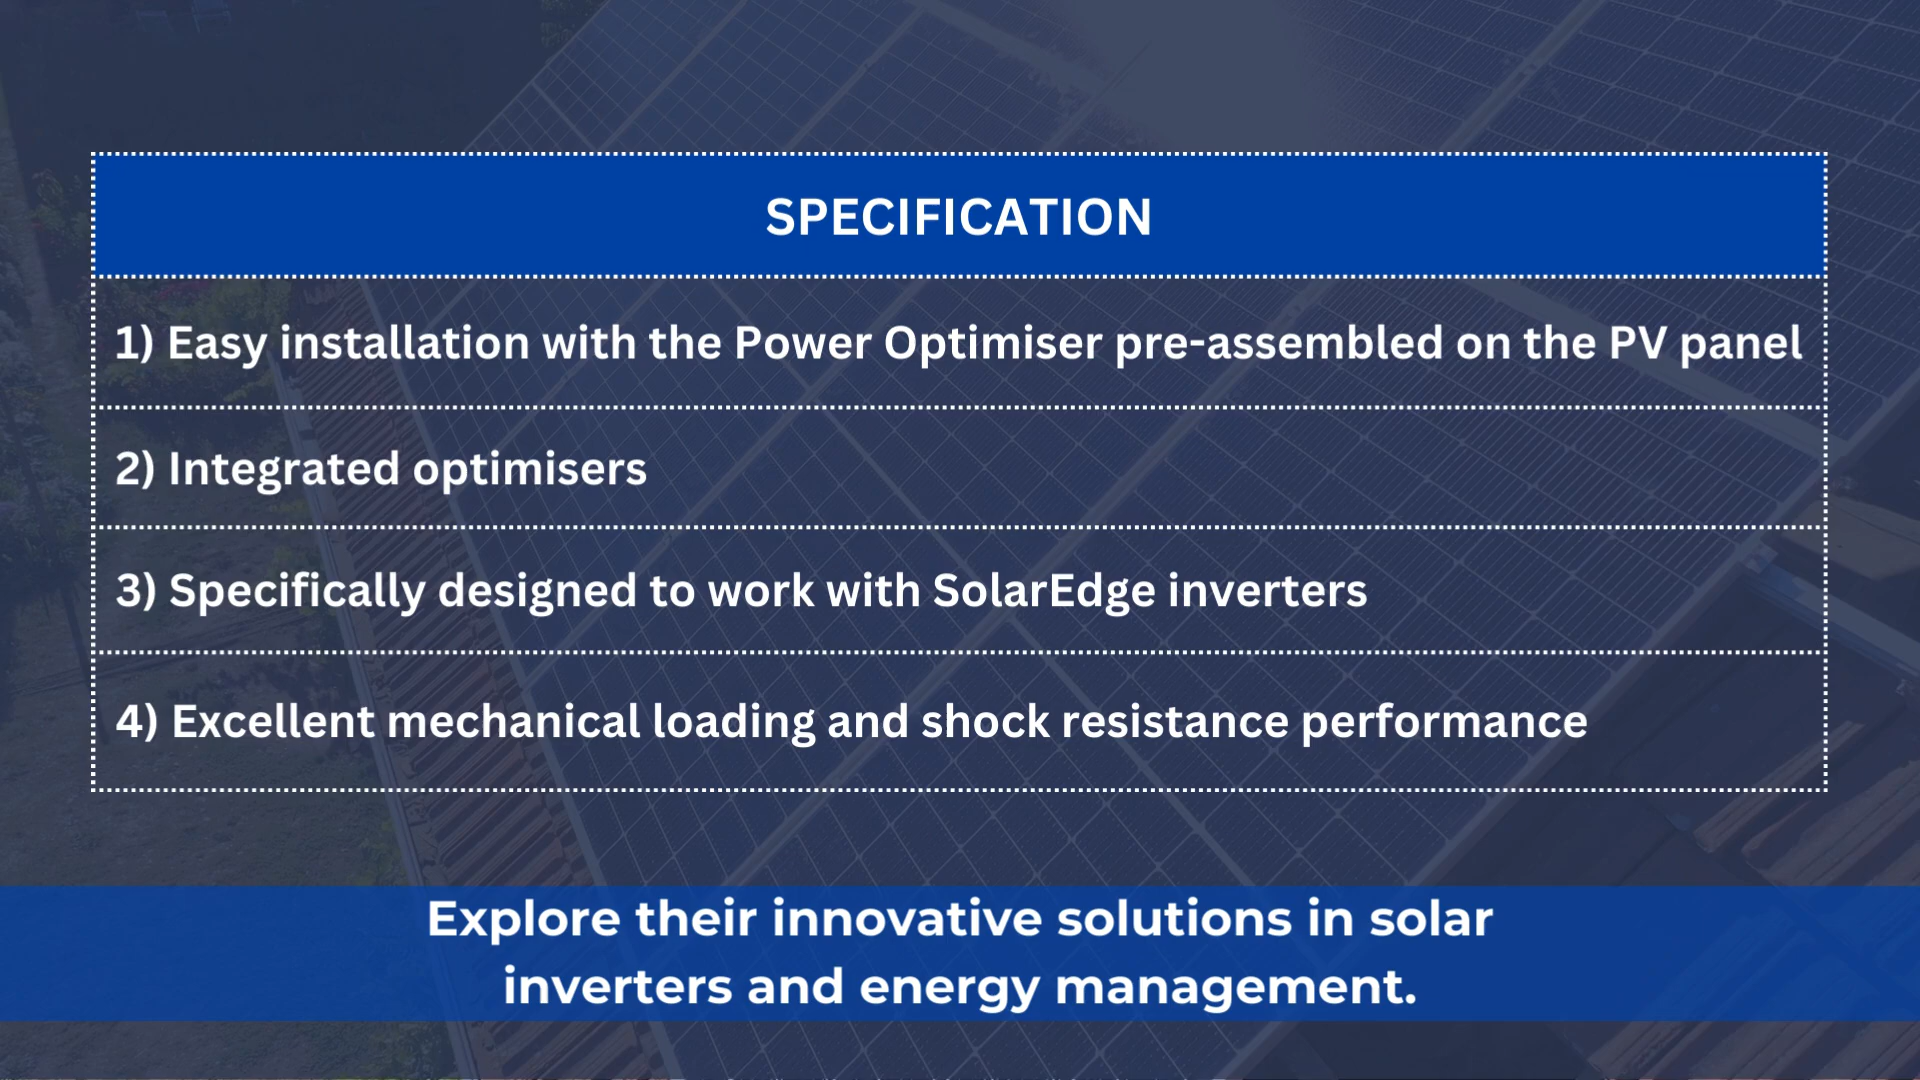 SPECIFICATION
1) Easy installation with the Power Optimiser pre-assembled on the PV panel
2) Integrated optimisers
3) Specifically designed to work with SolarEdge inverters
4) Excellent mechanical loading and shock resistance performance
Explore their innovative solutions in solar
inverters and energy management.